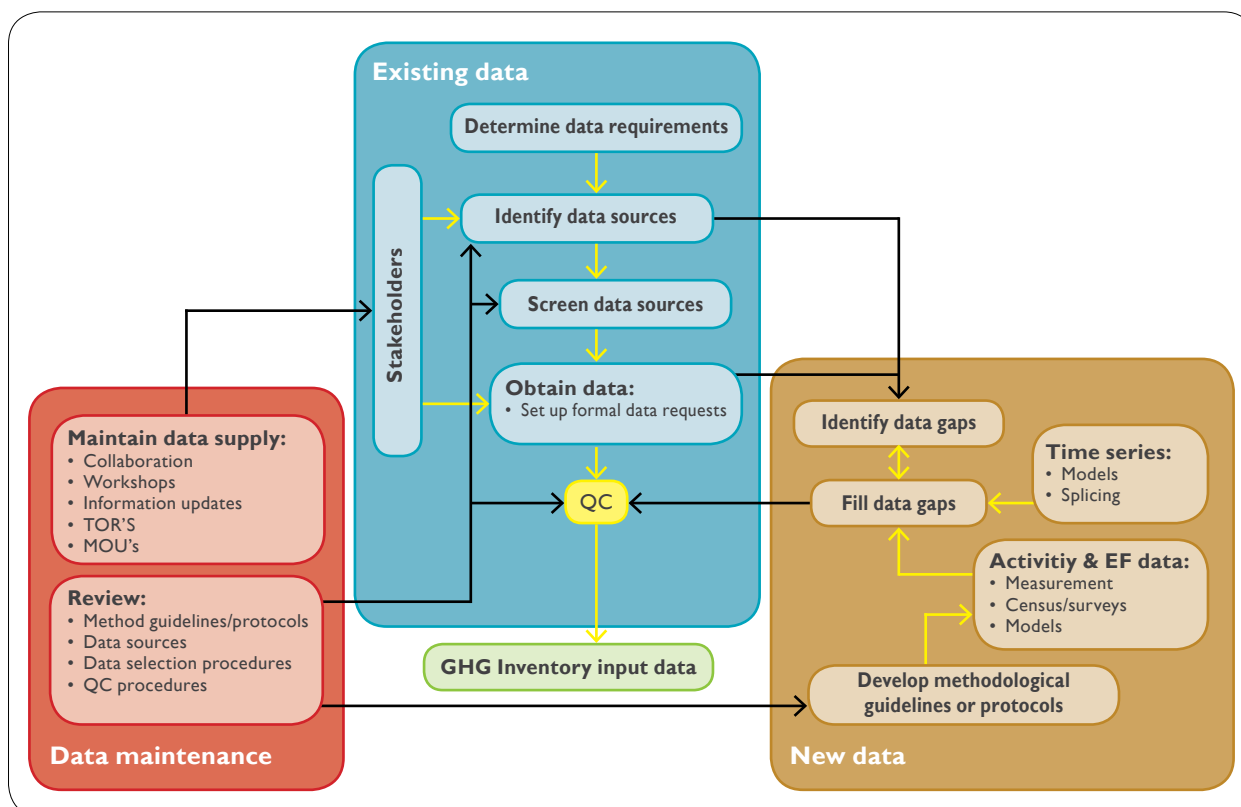 Existing data
Determine data requirements
Identify data sources
Stakeholders
Screen data sources
Obtain data:
• Set up formal data requests
QC
GHG Inventory input data
Maintain data supply:
• Collaboration
• Workshops
• Information updates
• TOR'S
• MOU's
Review:
• Method guidelines/protocols
• Data sources
• Data selection procedures
• QC procedures
Data maintenance
Identify data gaps
Fill data gaps
Time series:
• Models
• Splicing
Activitiy & EF data:
• Measurement
• Census/surveys
• Models
Develop methodological
guidelines or protocols
New data